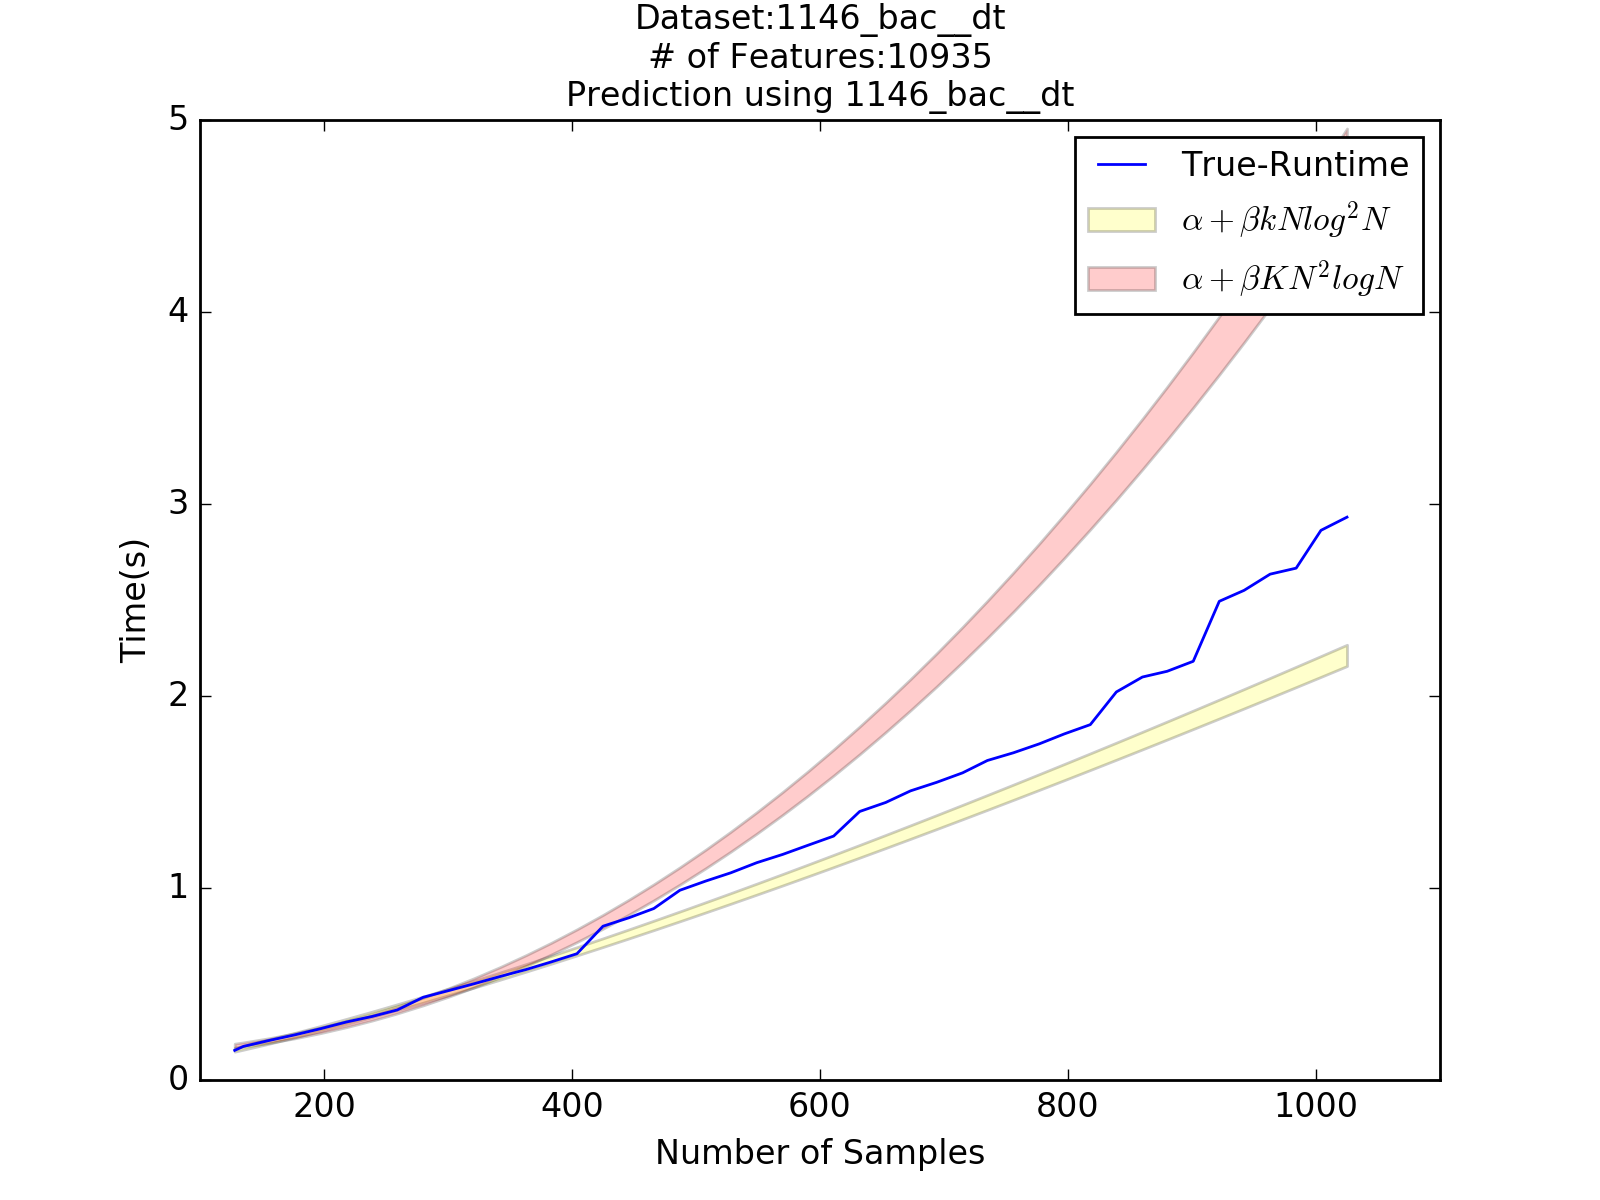 Dataset:1146_bac__dt
# of Features:10935
Prediction using 1146_bac__dt
5
4
3
2
1
0
Time(s)
True-Runtime
α + βkNlog²N
α + βKN²logN
200 400 600 800 1000
Number of Samples